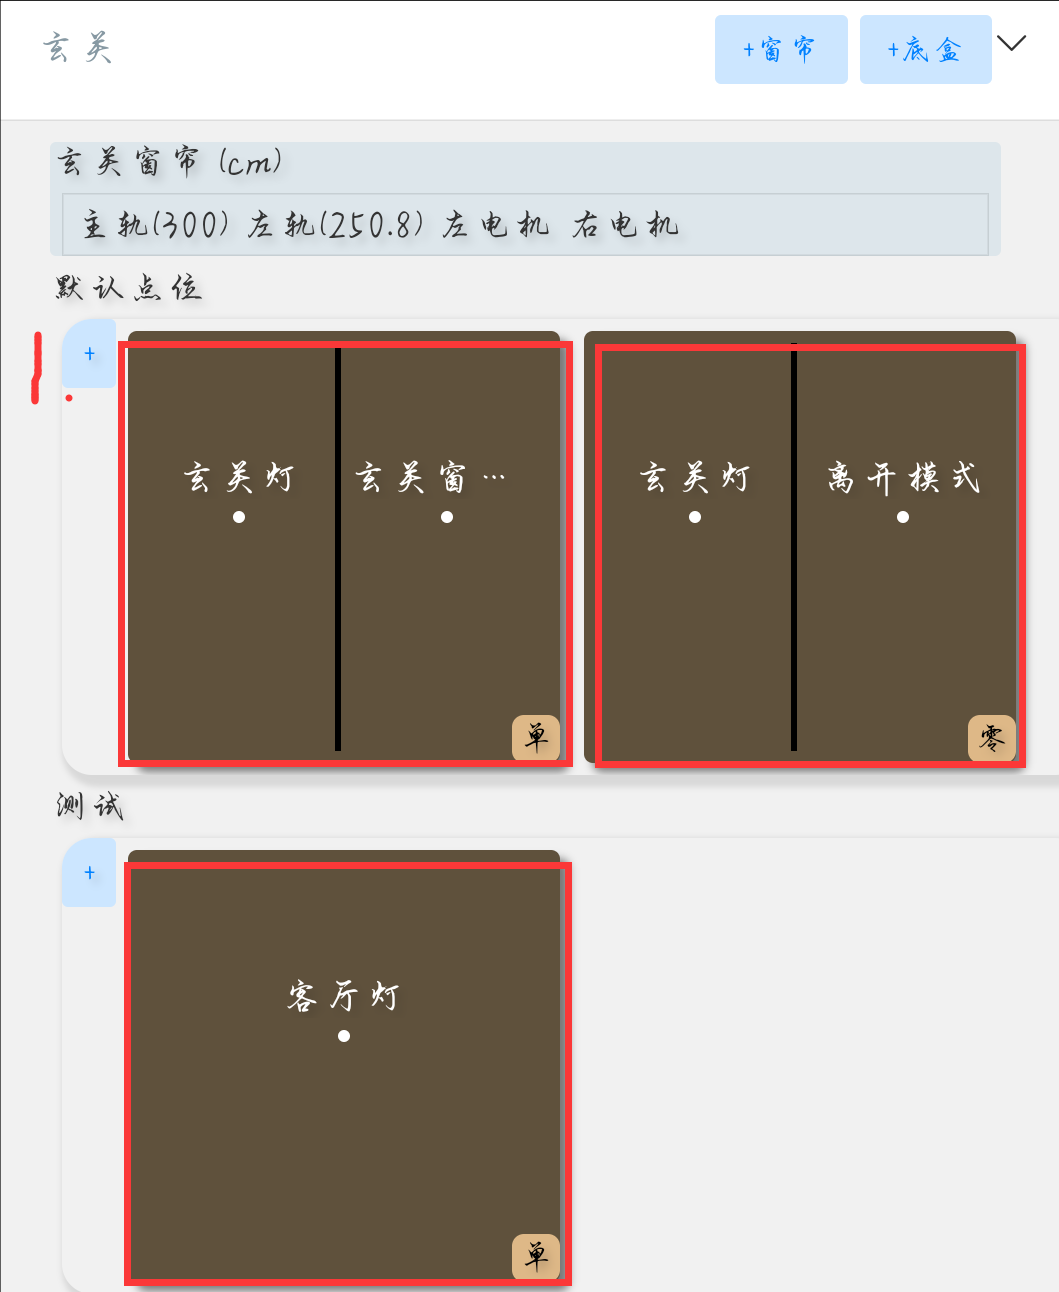 玄关 +窗帘 +底盒
玄关窗帘 (cm)
主轨(300) 左轨(250.8) 左电机 右电机
默认点位
1.
+
玄关灯 玄关窗… 玄关灯 离开模式
单 零
测试
+
客厅灯
单